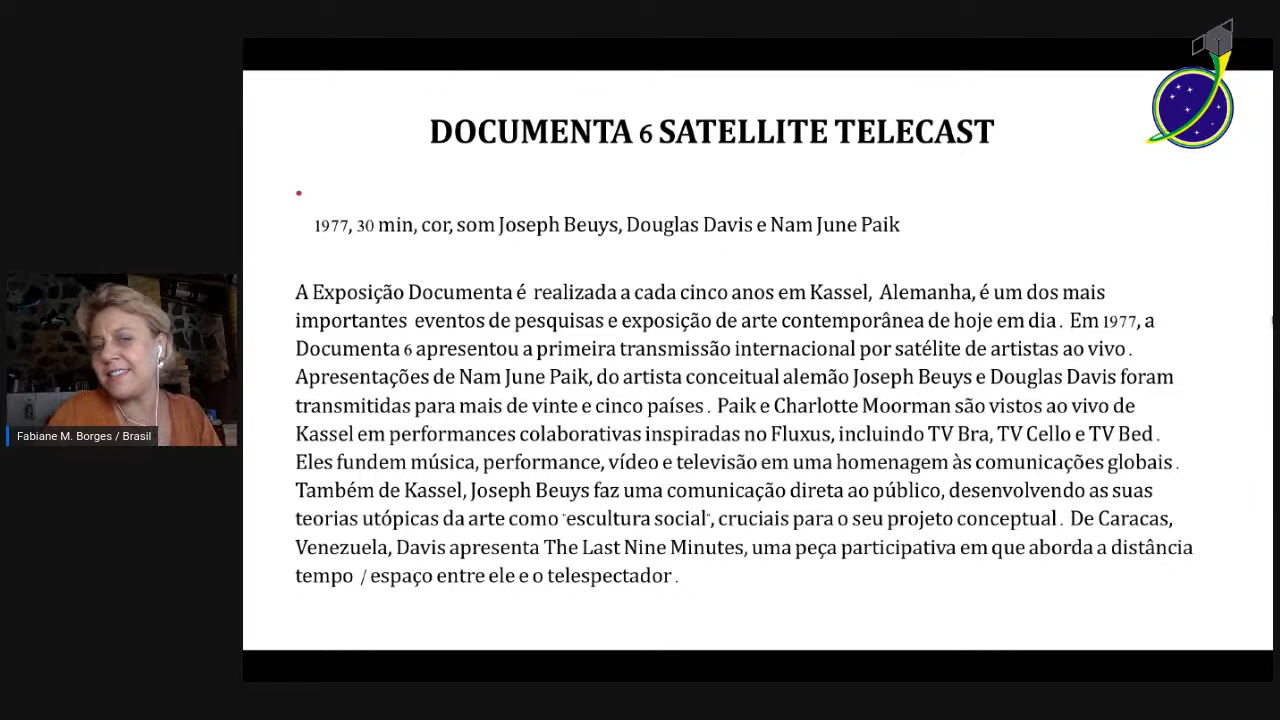 DOCUMENTA 6 SATELLITE TELECAST
1977, 30 min, cor, som Joseph Beuys, Douglas Davis e Nam June Paik
A Exposição Documenta é realizada a cada cinco anos em Kassel, Alemanha, é um dos mais
importantes eventos de pesquisas e exposição de arte contemporânea de hoje em dia. Em 1977, a
Documenta 6 apresentou a primeira transmissão internacional por satélite de artistas ao vivo.
Apresentações de Nam June Paik, do artista conceitual alemão Joseph Beuys e Douglas Davis foram
transmitidas para mais de vinte e cinco países. Paik e Charlotte Moorman são vistos ao vivo de
Kassel em performances colaborativas inspiradas no Fluxus, incluindo TV Bra, TV Cello e TV Bed.
Eles fundem música, performance, vídeo e televisão em uma homenagem às comunicações globais.
Também de Kassel, Joseph Beuys faz uma comunicação direta ao público, desenvolvendo as suas
teorias utópicas da arte como "escultura social", cruciais para o seu projeto conceptual. De Caracas,
Venezuela, Davis apresenta The Last Nine Minutes, uma peça participativa em que aborda a distância
tempo / espaço entre ele e o telespectador.
Fabiane M. Borges / Brasil